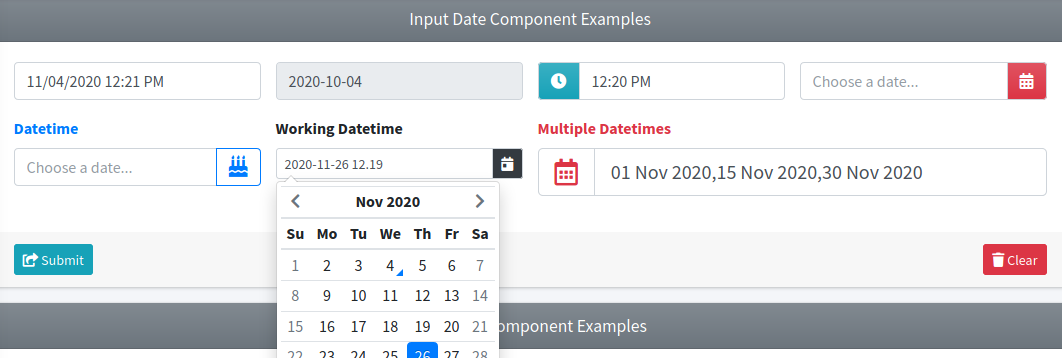 Input Date Component Examples
11/04/2020 12:21 PM
2020-10-04
12:20 PM
Choose a date...
Datetime
Working Datetime
Multiple Datetimes
Choose a date...
2020-11-26 12.19
01 Nov 2020,15 Nov 2020,30 Nov 2020
Nov 2020
Su Mo Tu We Th Fr Sa
1 2 3 4 5 6 7
8 9 10 11 12 13 14
15 16 17 18 19 20 21
22 23 24 25 26 27 28
Submit
Clear
omponent Examples